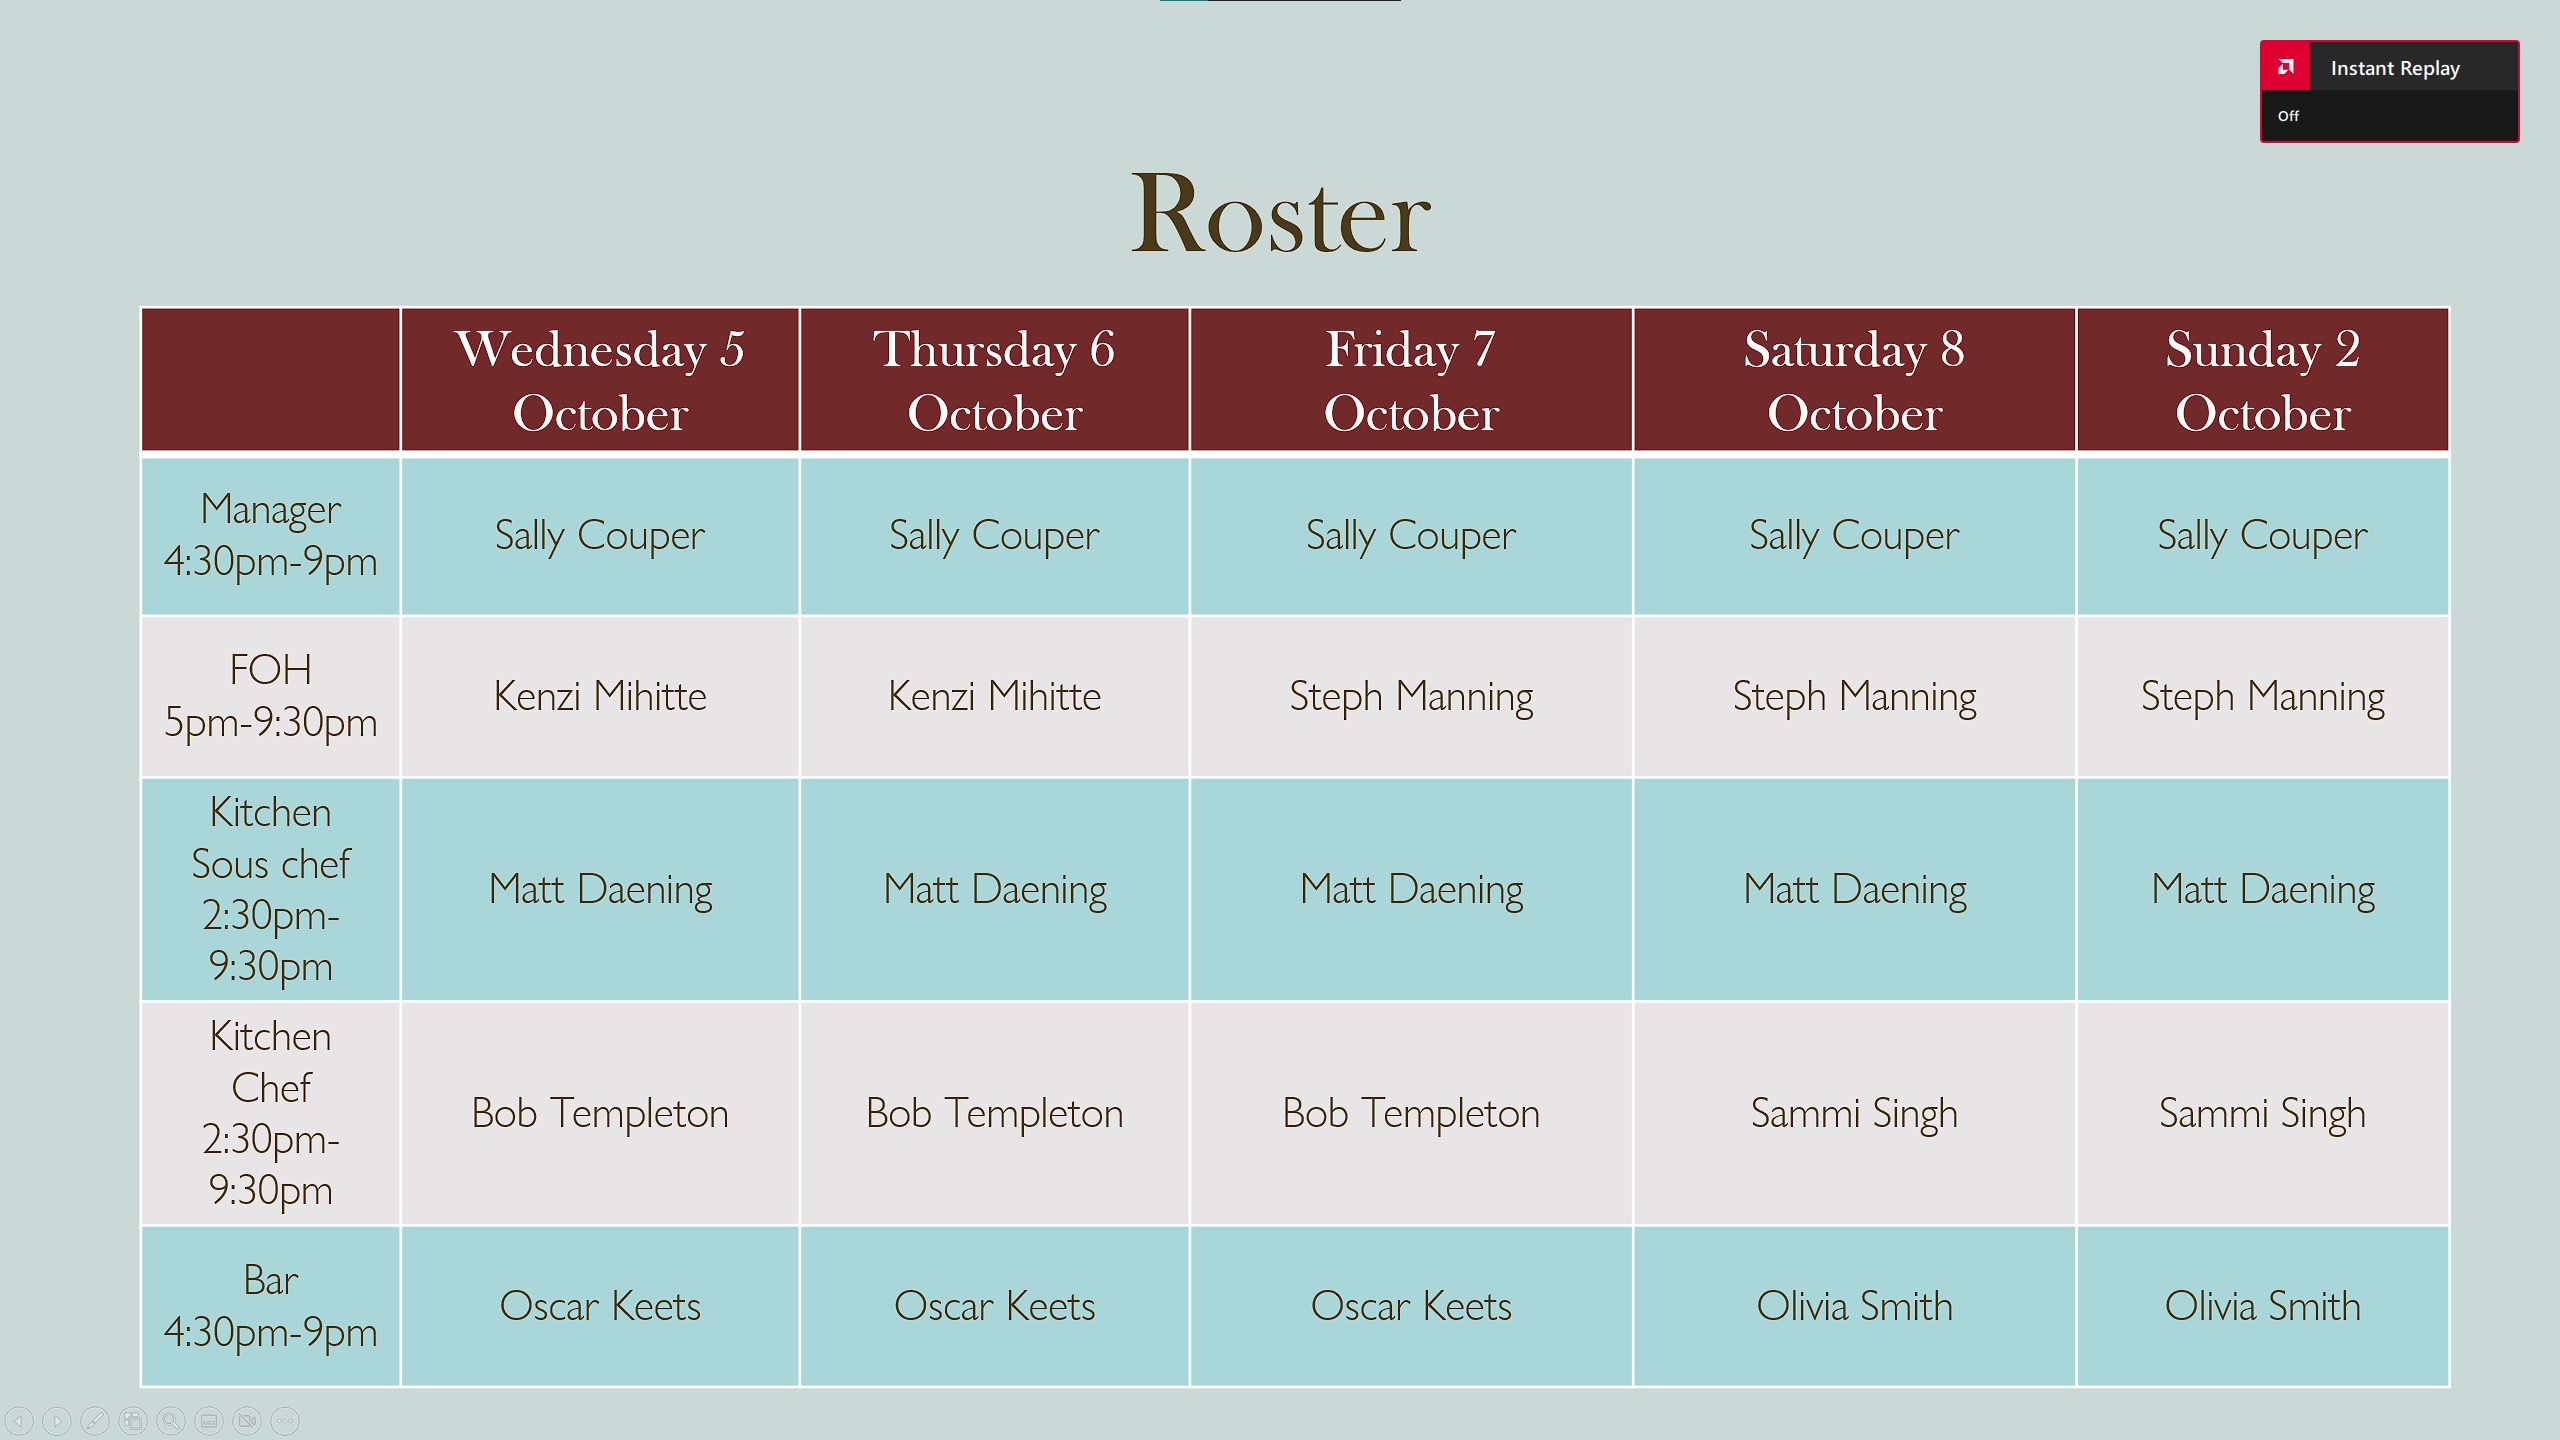 Instant Replay
Off
Roster
Wednesday 5 October
Thursday 6 October
Friday 7 October
Saturday 8 October
Sunday 2 October
Manager
4:30pm-9pm
Sally Couper
Sally Couper
Sally Couper
Sally Couper
Sally Couper
FOH
5pm-9:30pm
Kenzi Mihitte
Kenzi Mihitte
Steph Manning
Steph Manning
Steph Manning
Kitchen
Sous chef
2:30pm-
9:30pm
Matt Daening
Matt Daening
Matt Daening
Matt Daening
Matt Daening
Kitchen
Chef
2:30pm-
9:30pm
Bob Templeton
Bob Templeton
Bob Templeton
Sammi Singh
Sammi Singh
Bar
4:30pm-9pm
Oscar Keets
Oscar Keets
Oscar Keets
Olivia Smith
Olivia Smith